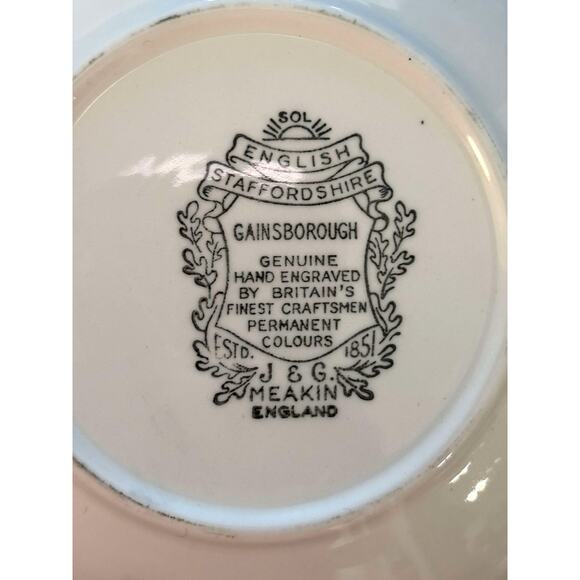 SOL
ENGLISH
STAFFORDSHIRE
GAINSBOROUGH
GENUINE
HAND ENGRAVED
BY BRITAIN'S
FINEST CRAFTSMEN
PERMANENT
COLOURS
ESTD. 1851
J & G.
MEAKIN
ENGLAND